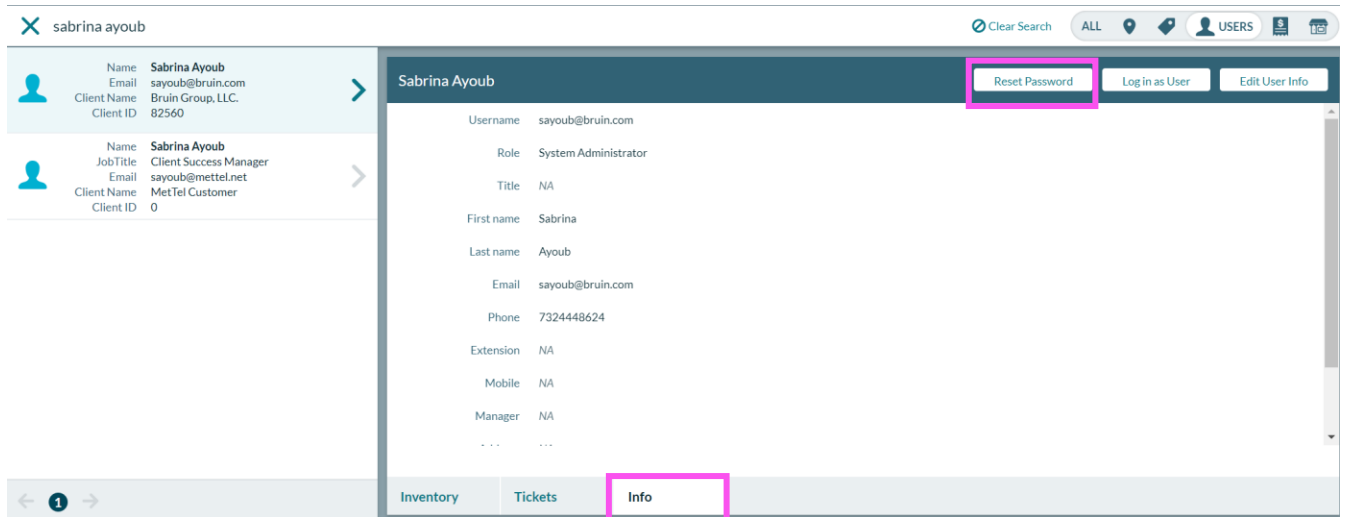 sabrina ayoub
Clear Search
ALL
USERS
Name Sabrina Ayoub
Email sayoub@bruin.com
Client Name Bruin Group, LLC.
Client ID 82560
Name Sabrina Ayoub
JobTitle Client Success Manager
Email sayoub@mettel.net
Client Name MetTel Customer
Client ID 0
1
Sabrina Ayoub
Reset Password
Log in as User
Edit User Info
Username sayoub@bruin.com
Role System Administrator
Title NA
First name Sabrina
Last name Ayoub
Email sayoub@bruin.com
Phone 7324448624
Extension NA
Mobile NA
Manager NA
Inventory
Tickets
Info